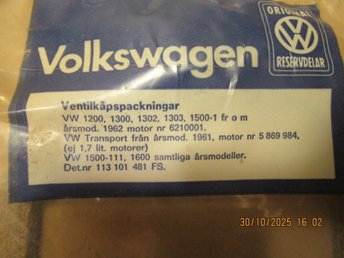 Volkswagen
ORIGINAL
VW
RESERVDELAR
Ventilkåpspackningar
VW 1200, 1300, 1302, 1303, 1500-1 fr o m
årsmod. 1962 motor nr 6210001.
VW Transport från årsmod. 1961, motor nr 5 869 984,
(ej 1,7 lit. motorer)
VW 1500-111, 1600 samtliga årsmodeller.
Det.nr 113 101 481 FS.
30/10/2025 16 02